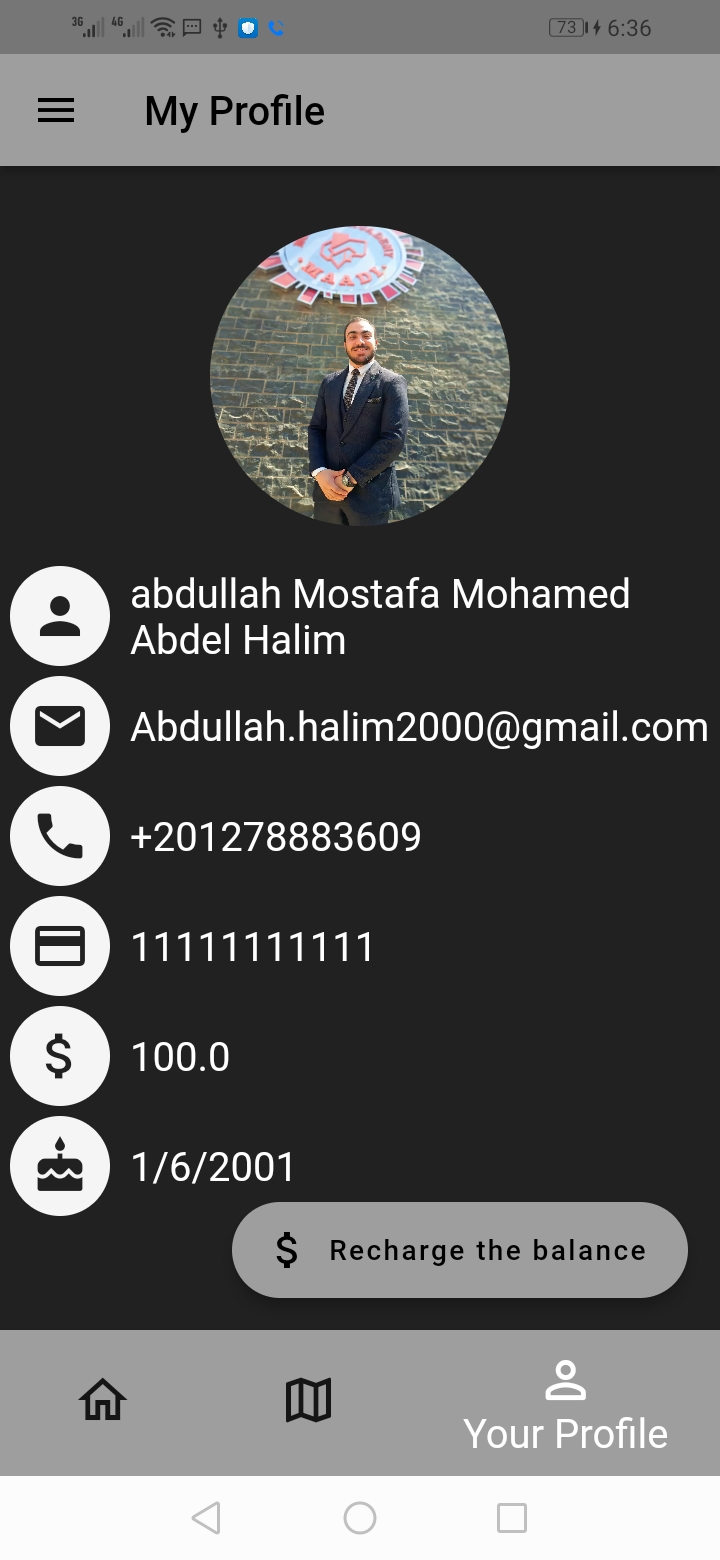 3G 4G 73 6:36
My Profile
WAADI
abdullah Mostafa Mohamed
Abdel Halim
Abdullah.halim2000@gmail.com
+201278883609
11111111111
$ 100.0
1/6/2001
$ Recharge the balance
Your Profile